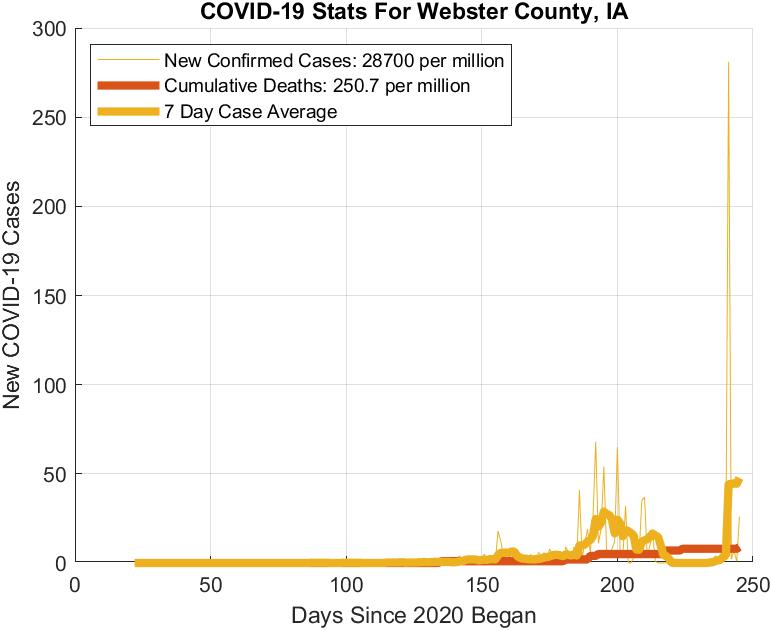 COVID-19 Stats For Webster County, IA
300
250
200
150
100
50
0
New COVID-19 Cases
New Confirmed Cases: 28700 per million
Cumulative Deaths: 250.7 per million
7 Day Case Average
0 50 100 150 200 250
Days Since 2020 Began